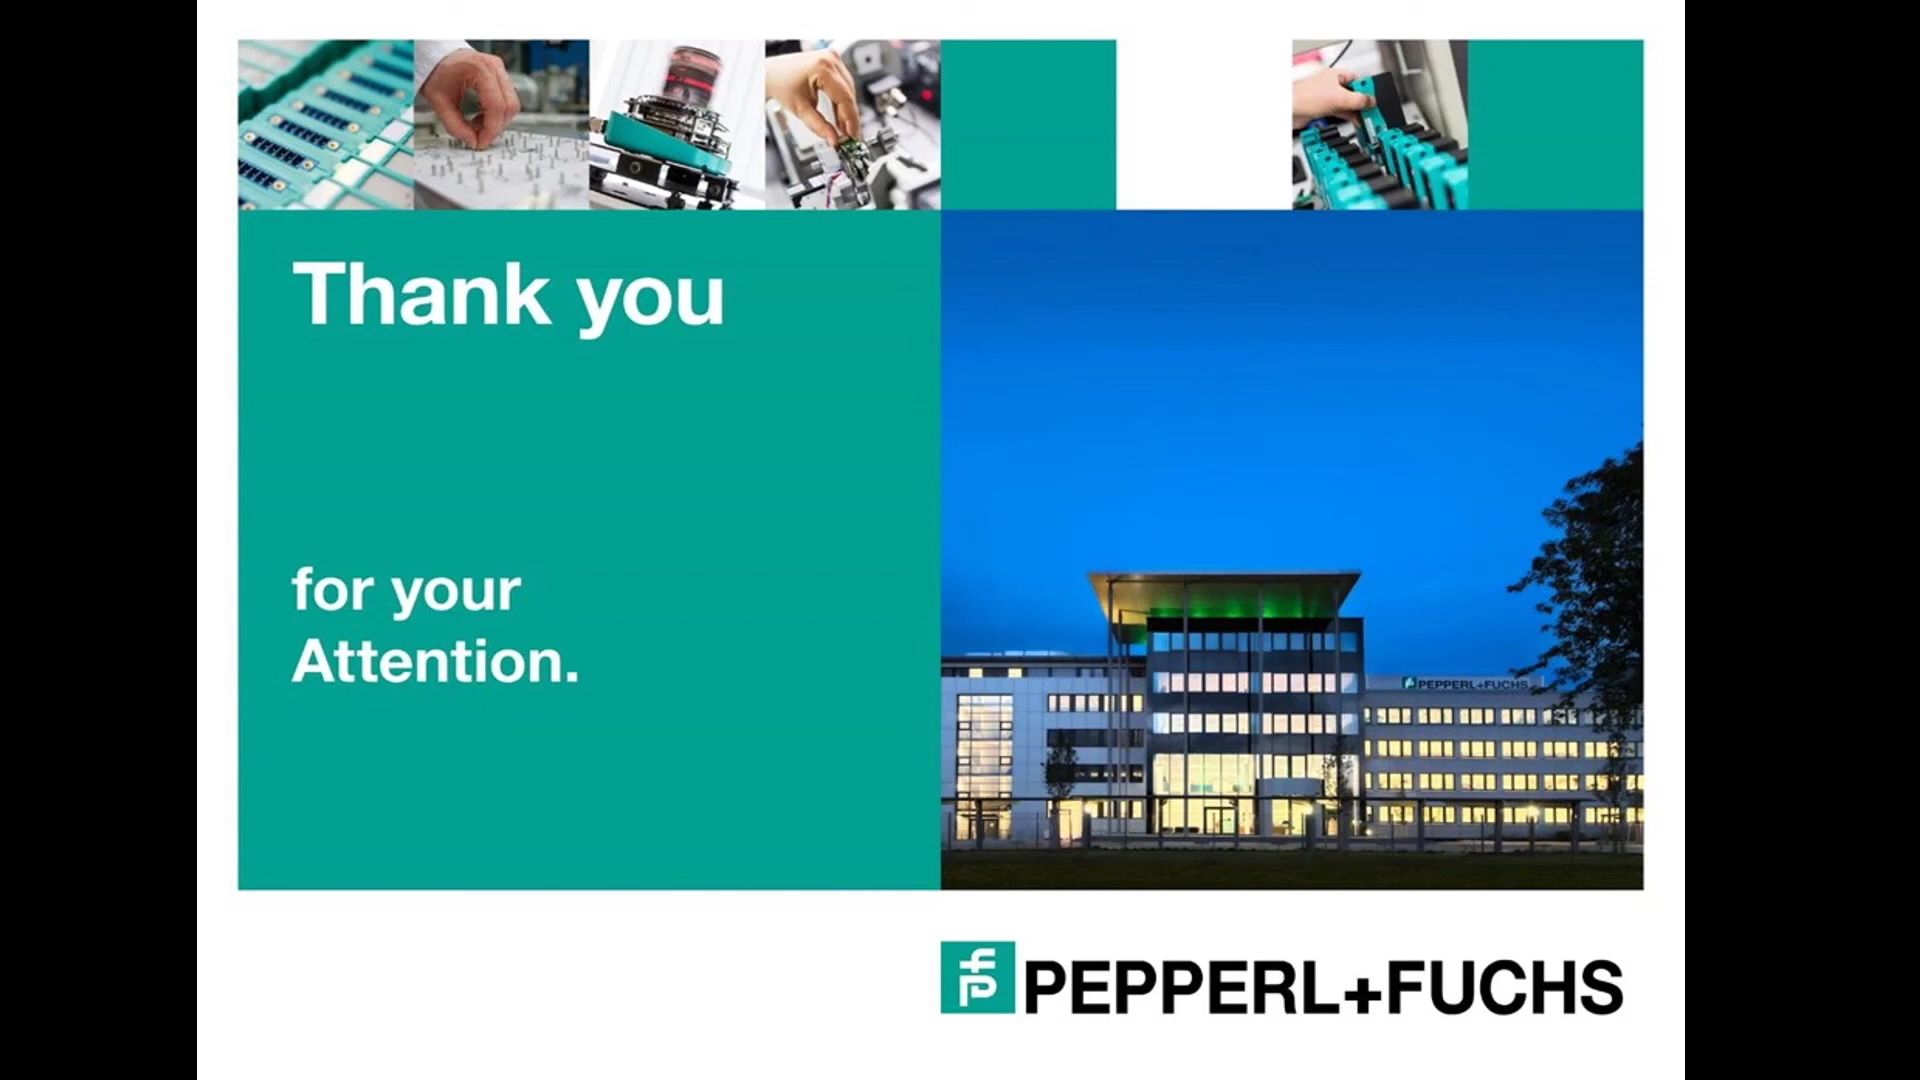 Thank you
for your
Attention.
PEPPERL+FUCHS
PEPPERL+FUCHS